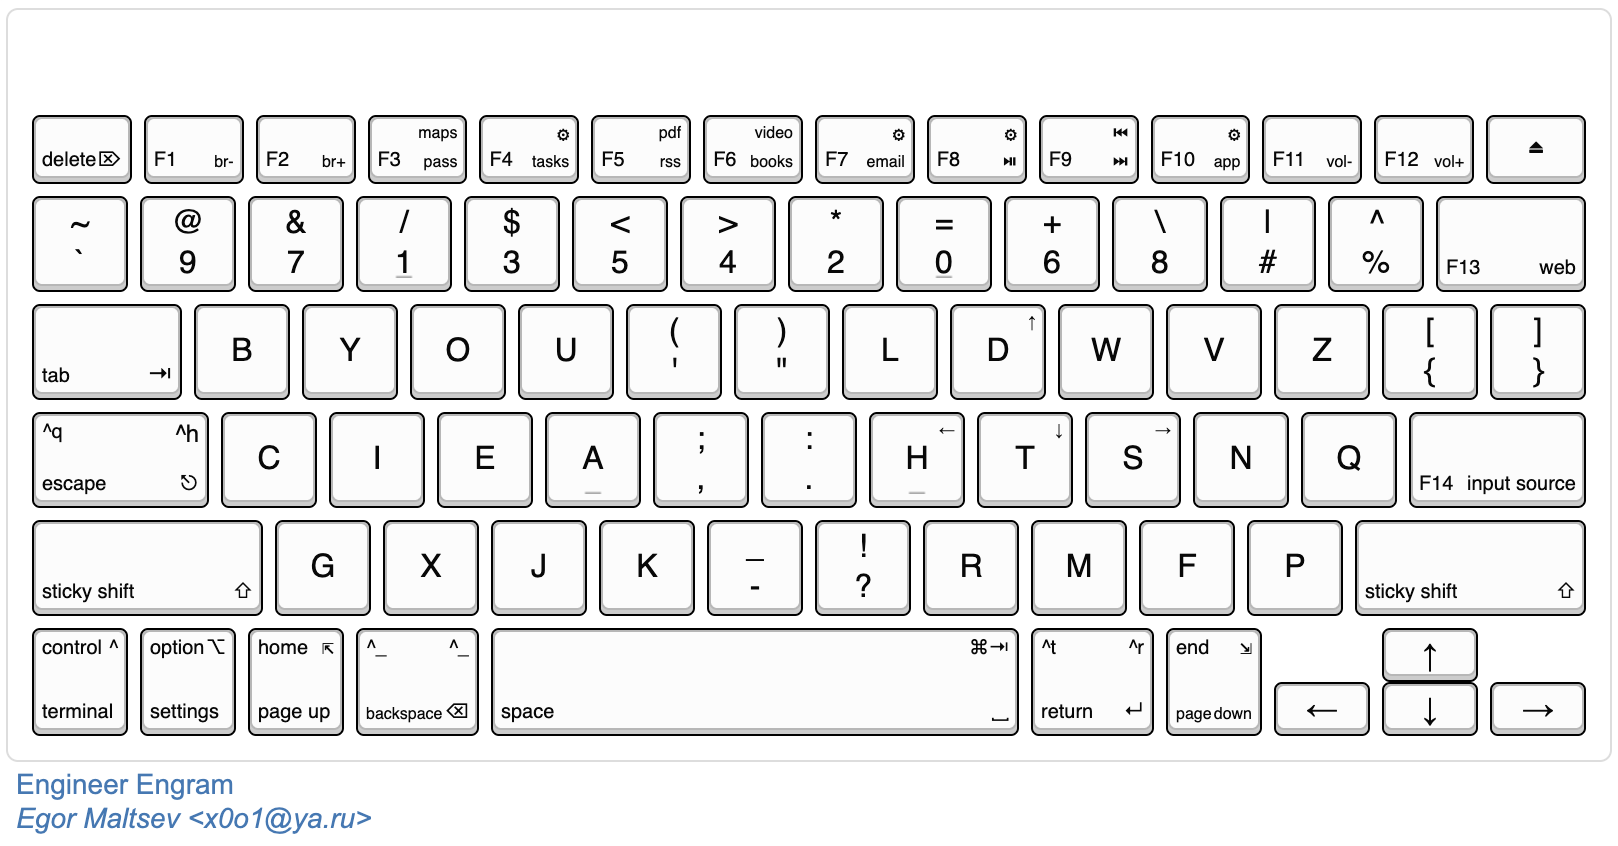 maps ⚙ pdf video ⚙ ⚙ ⏮ ⚙
delete⌦ F1 br- F2 br+ F3 pass F4 tasks F5 rss F6 books F7 email F8 ⏯ F9 ⏭ F10 app F11 vol- F12 vol+ ⏏
~ @ & / $ < > * = + \ | ^
` 9 7 1 3 5 4 2 0 6 8 # % F13 web
( ) ↑ [ ]
tab ⇥ B Y O U ' " L D W V Z { }
^q ^h ; : ← ↓ →
escape ⎋ C I E A , . H T S N Q F14 input source
_ !
sticky shift ⇧ G X J K - ? R M F P sticky shift ⇧
control ^ option ⌥ home ⇱ ^_ ^_ ⌘⇥ ^t ^r end ⇲ ↑
terminal settings page up backspace ⌫ space ⎵ return ↵ page down ← ↓ →
Engineer Engram
Egor Maltsev <x0o1@ya.ru>